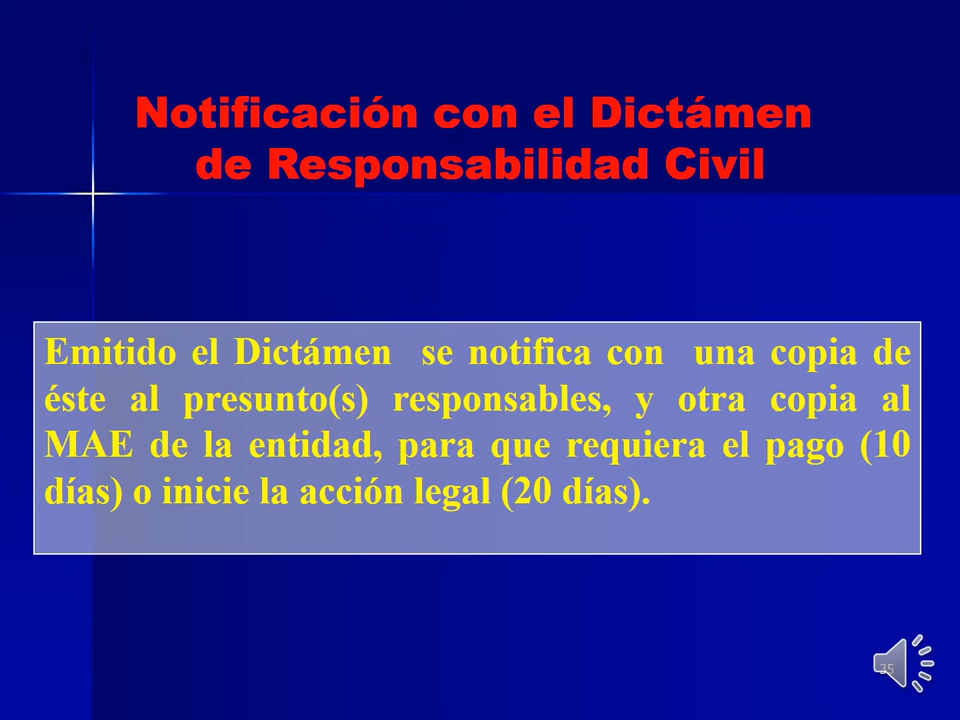 Notificación con el Dictámen
de Responsabilidad Civil
Emitido el Dictámen se notifica con una copia de
éste al presunto(s) responsables, y otra copia al
MAE de la entidad, para que requiera el pago (10
días) o inicie la acción legal (20 días).
35